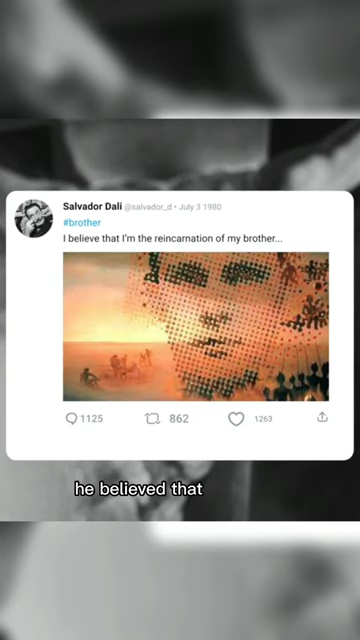 Salvador Dali @salvador_d • July 3 1980
#brother
I believe that I'm the reincarnation of my brother...
1125 862 1263
he believed that